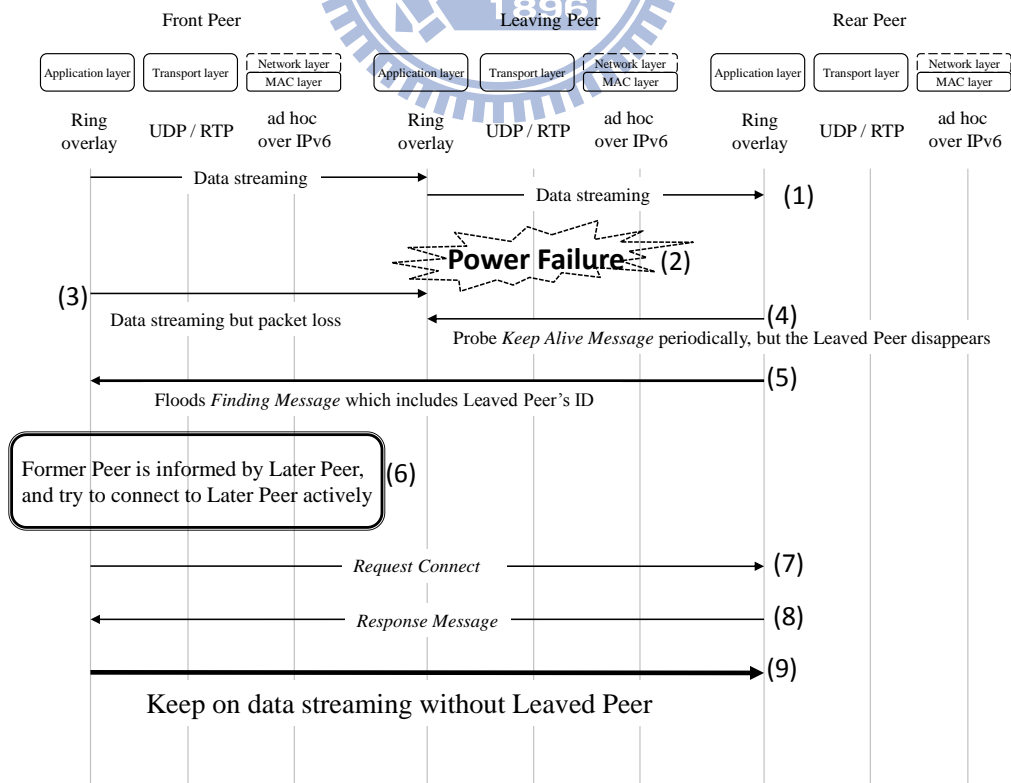 Front Peer
Leaving Peer
Rear Peer
1896
Application layer
Transport layer
Network layer
MAC layer
Application layer
Transport layer
Network layer
MAC layer
Application layer
Transport layer
Network layer
MAC layer
Ring
overlay
UDP / RTP
ad hoc
over IPv6
Ring
overlay
UDP / RTP
ad hoc
over IPv6
Ring
overlay
UDP / RTP
ad hoc
over IPv6
Data streaming
Data streaming
(1)
Power Failure
(2)
(3)
Data streaming but packet loss
(4)
Probe Keep Alive Message periodically, but the Leaved Peer disappears
(5)
Floods Finding Message which includes Leaved Peer's ID
Former Peer is informed by Later Peer,
and try to connect to Later Peer actively
(6)
Request Connect
(7)
Response Message
(8)
(9)
Keep on data streaming without Leaved Peer